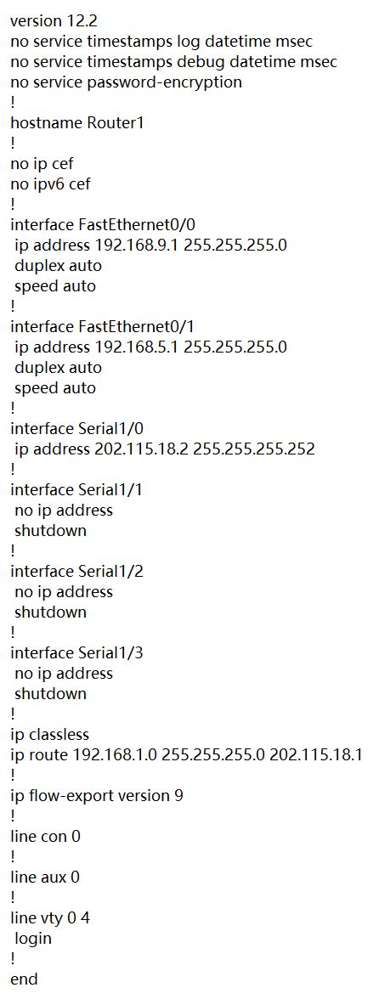 version 12.2
no service timestamps log datetime msec
no service timestamps debug datetime msec
no service password-encryption
!
hostname Router1
!
no ip cef
no ipv6 cef
!
interface FastEthernet0/0
 ip address 192.168.9.1 255.255.255.0
 duplex auto
 speed auto
!
interface FastEthernet0/1
 ip address 192.168.5.1 255.255.255.0
 duplex auto
 speed auto
!
interface Serial1/0
 ip address 202.115.18.2 255.255.255.252
!
interface Serial1/1
 no ip address
 shutdown
!
interface Serial1/2
 no ip address
 shutdown
!
interface Serial1/3
 no ip address
 shutdown
!
ip classless
ip route 192.168.1.0 255.255.255.0 202.115.18.1
!
ip flow-export version 9
!
line con 0
!
line aux 0
!
line vty 0 4
 login
!
end